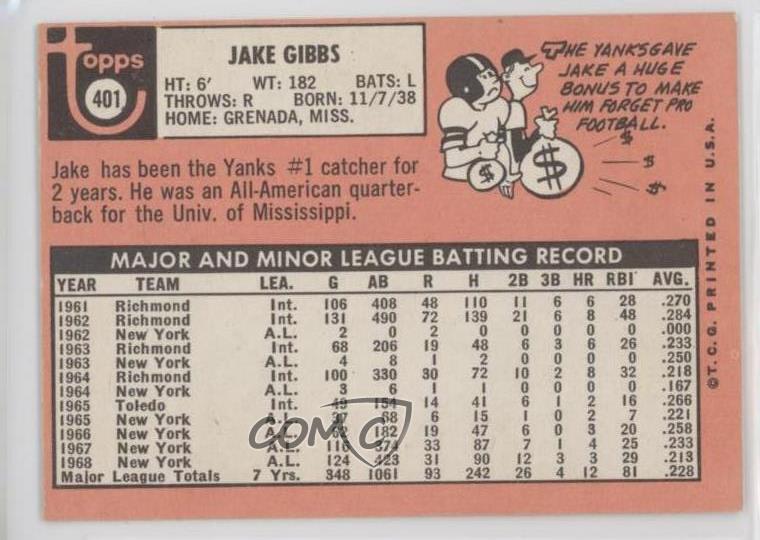 topps
401
JAKE GIBBS
HT: 6' WT: 182 BATS: L
THROWS: R BORN: 11/7/38
HOME: GRENADA, MISS.
THE YANKS GAVE
JAKE A HUGE
BONUS TO MAKE
HIM FORGET PRO
FOOTBALL.
$ $ $ $ $
Jake has been the Yanks #1 catcher for
2 years. He was an All-American quarter-
back for the Univ. of Mississippi.
MAJOR AND MINOR LEAGUE BATTING RECORD
YEAR TEAM LEA. G AB R H 2B 3B HR RBI AVG.
1961 Richmond Int. 106 408 48 110 11 6 6 28 .270
1962 Richmond Int. 131 490 72 139 21 6 8 48 .284
1962 New York A.L. 2 0 2 0 0 0 0 0 .000
1963 Richmond Int. 68 206 19 48 6 3 6 26 .233
1963 New York A.L. 4 8 1 2 0 0 0 0 .250
1964 Richmond Int. 100 330 30 72 10 2 8 32 .218
1964 New York A.L. 3 6 1 1 0 0 0 0 .167
1965 Toledo Int. 49 154 14 41 6 1 2 16 .266
1965 New York A.L. 37 68 6 15 1 0 2 7 .221
1966 New York A.L. 62 182 19 47 6 0 3 20 .258
1967 New York A.L. 116 374 33 87 7 1 4 25 .233
1968 New York A.L. 124 423 31 90 12 3 3 29 .213
Major League Totals 7 Yrs. 348 1061 93 242 26 4 12 81 .228
©T.C.G. PRINTED IN U.S.A.
COMC